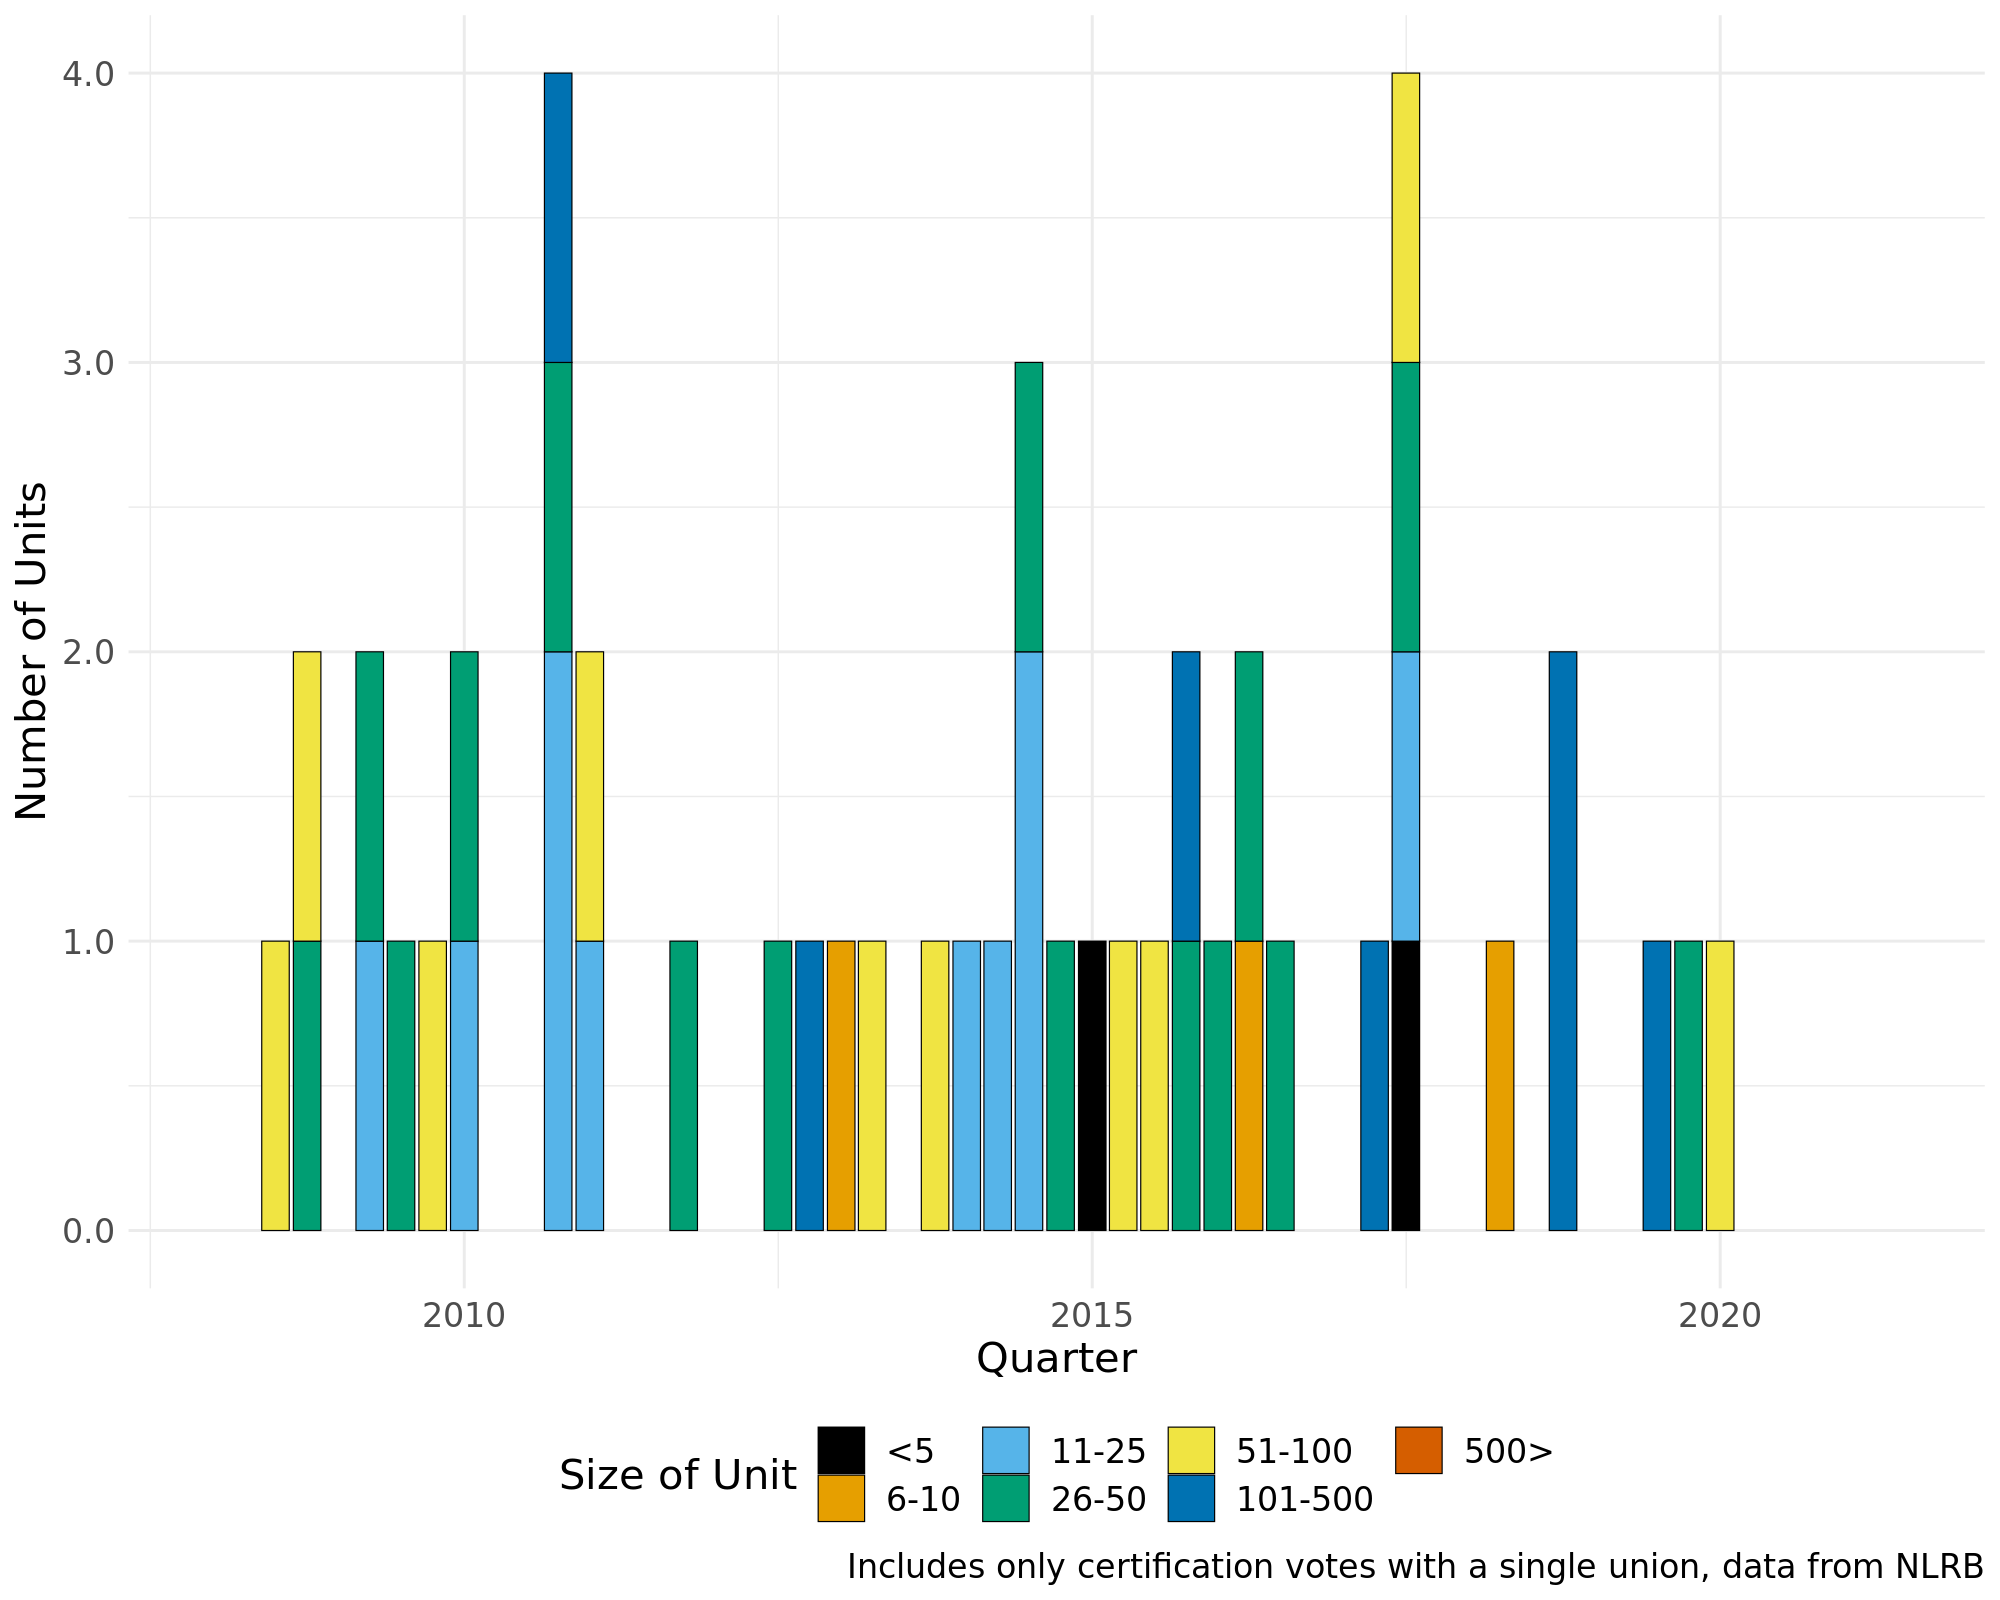 4.0
3.0
2.0
1.0
0.0
Number of Units
2010 2015 2020
Quarter
Size of Unit
<5 11-25 51-100 500>
6-10 26-50 101-500
Includes only certification votes with a single union, data from NLRB